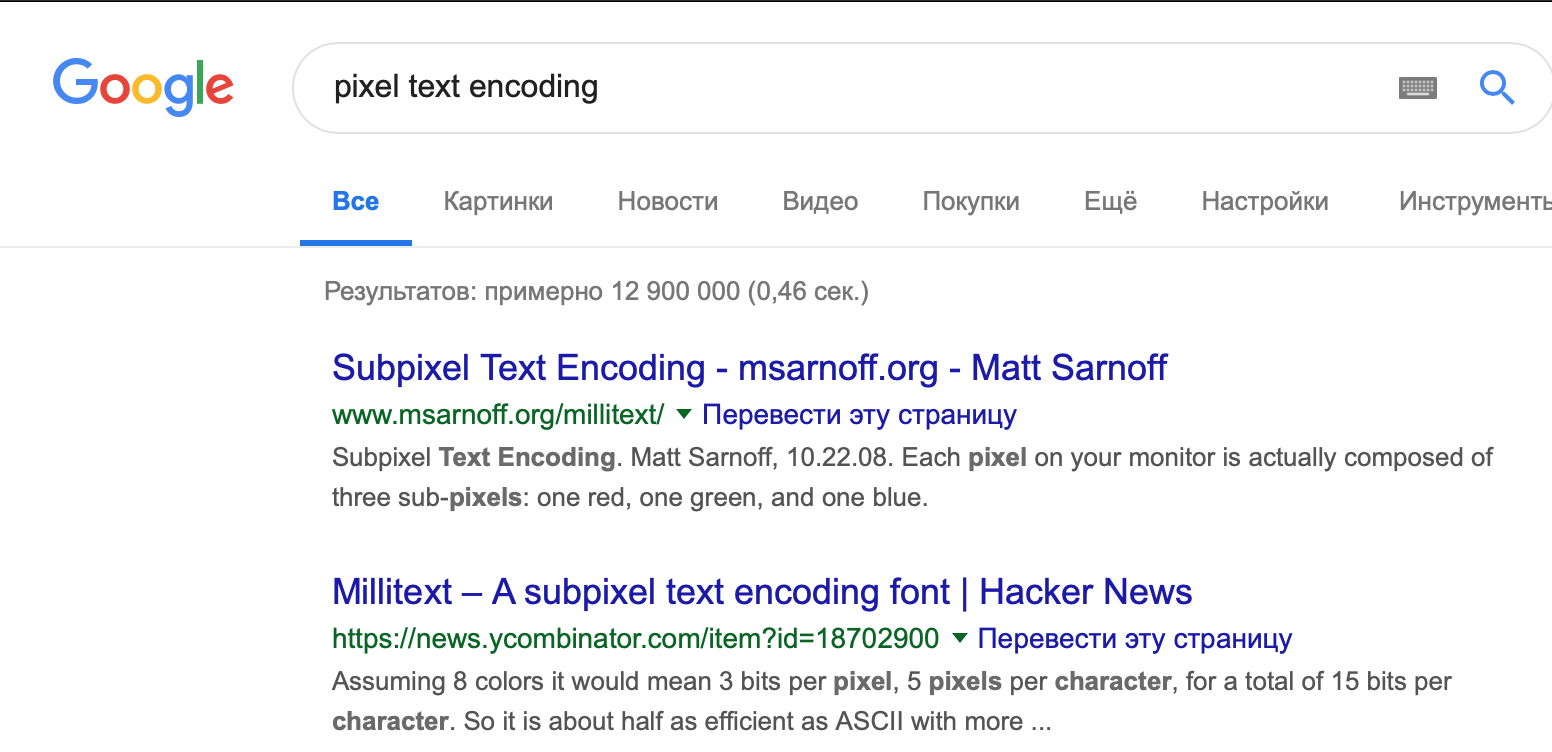 Google
pixel text encoding
Все Картинки Новости Видео Покупки Ещё Настройки Инструменты
Результатов: примерно 12 900 000 (0,46 сек.)
Subpixel Text Encoding - msarnoff.org - Matt Sarnoff
www.msarnoff.org/millitext/ ▼ Перевести эту страницу
Subpixel Text Encoding. Matt Sarnoff, 10.22.08. Each pixel on your monitor is actually composed of
three sub-pixels: one red, one green, and one blue.
Millitext – A subpixel text encoding font | Hacker News
https://news.ycombinator.com/item?id=18702900 ▼ Перевести эту страницу
Assuming 8 colors it would mean 3 bits per pixel, 5 pixels per character, for a total of 15 bits per
character. So it is about half as efficient as ASCII with more ...